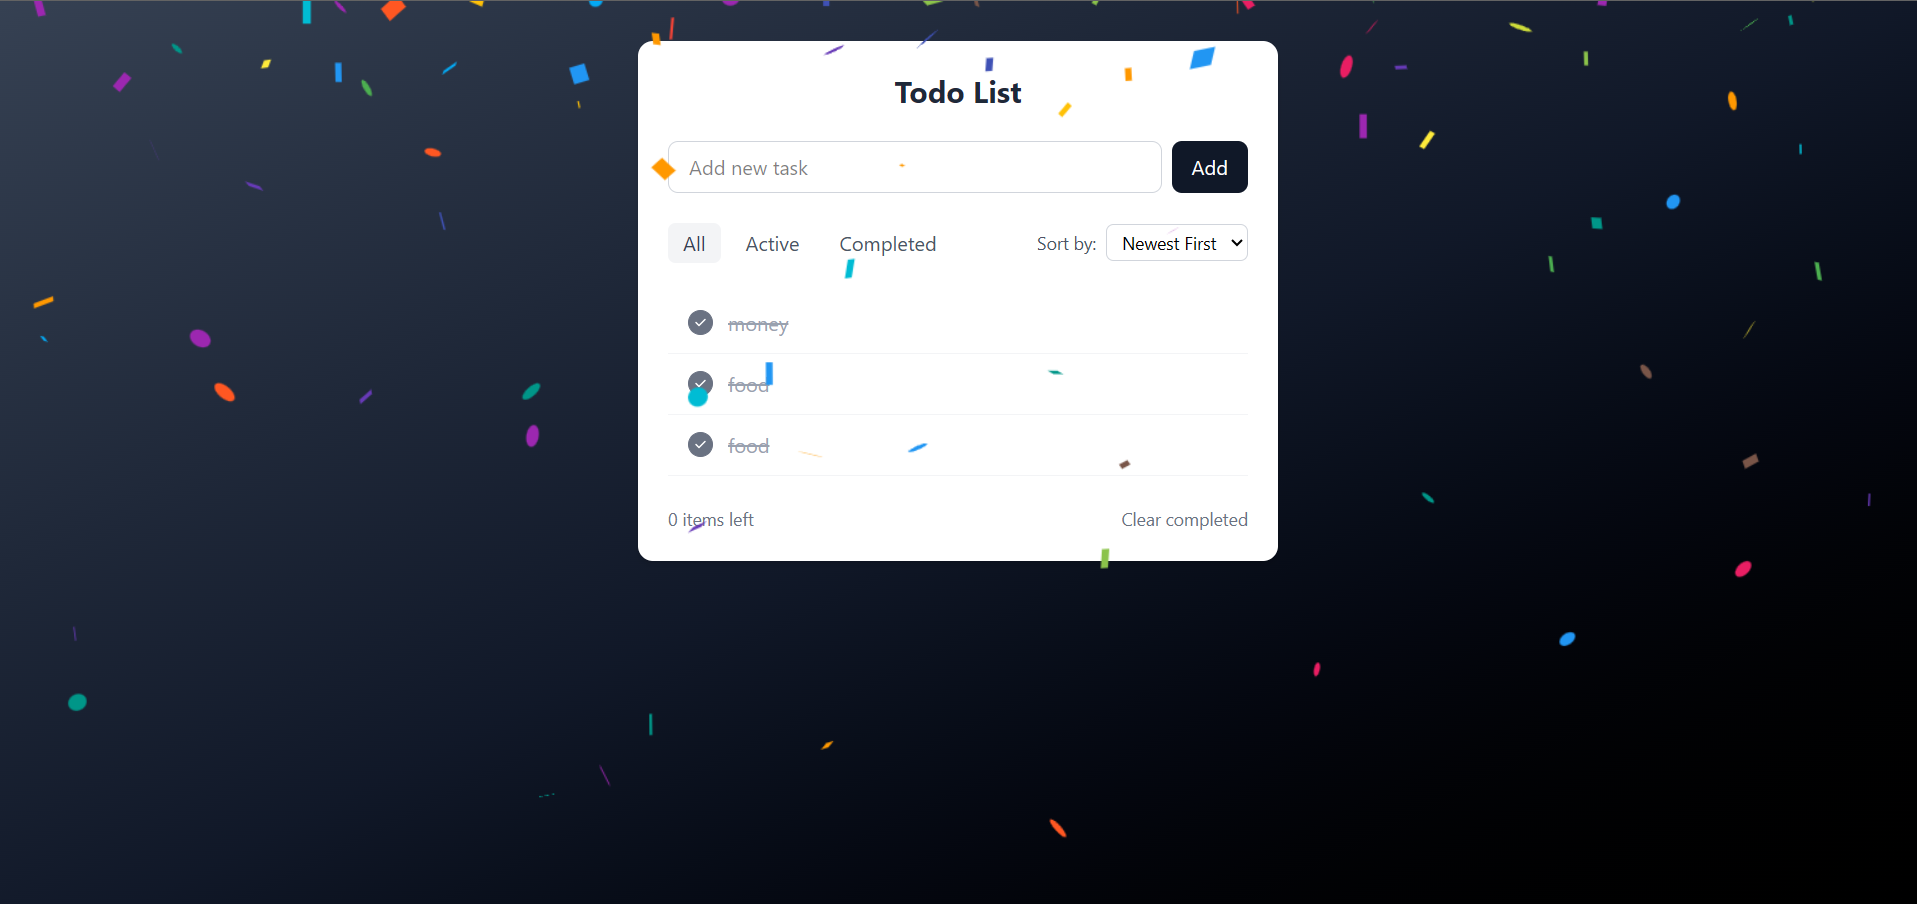 Todo List
Add new task
Add
All Active Completed Sort by: Newest First
money
food
food
0 items left Clear completed